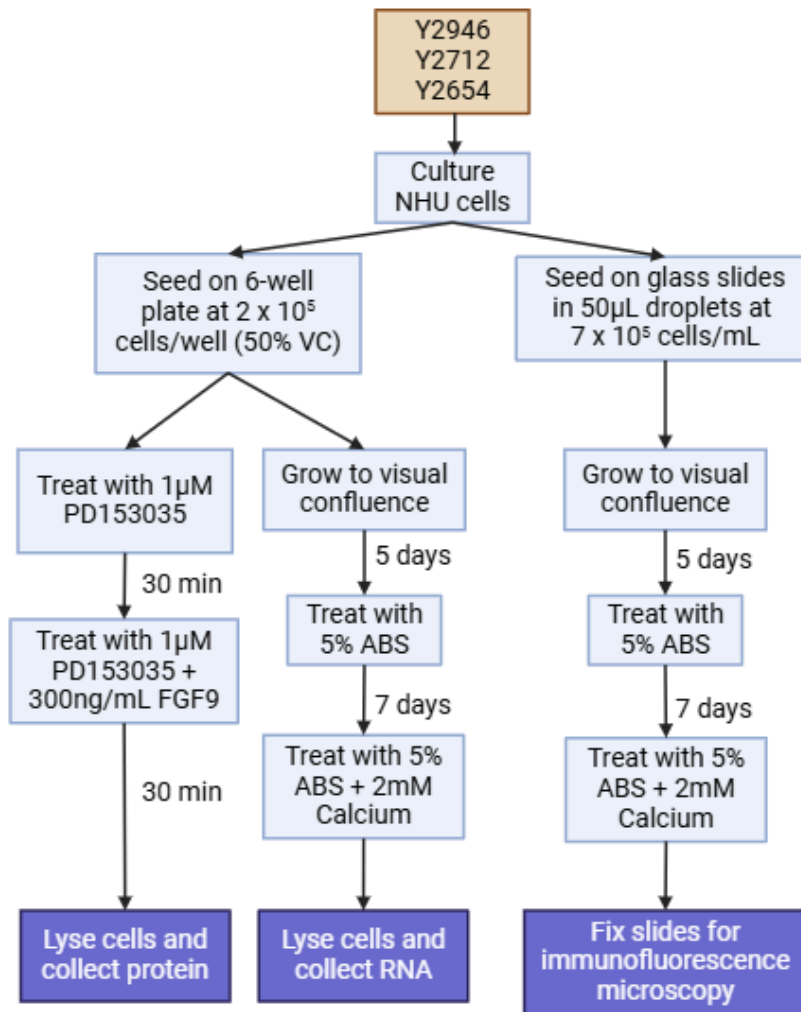 Y2946
Y2712
Y2654
Culture
NHU cells
Seed on 6-well
plate at 2 x 10⁵
cells/well (50% VC)
Seed on glass slides
in 50µL droplets at
7 x 10⁵ cells/mL
Treat with 1µM
PD153035
Grow to visual
confluence
Grow to visual
confluence
30 min
5 days
5 days
Treat with 1µM
PD153035 +
300ng/mL FGF9
Treat with
5% ABS
Treat with
5% ABS
30 min
7 days
7 days
Treat with 5%
ABS + 2mM
Calcium
Treat with 5%
ABS + 2mM
Calcium
Lyse cells and
collect protein
Lyse cells and
collect RNA
Fix slides for
immunofluorescence
microscopy